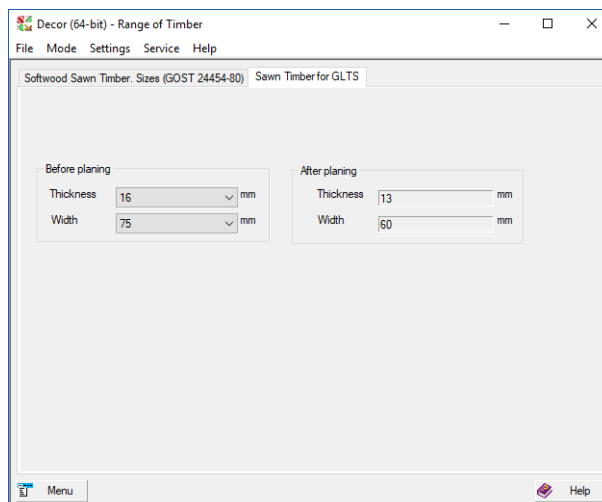 Decor (64-bit) - Range of Timber
File Mode Settings Service Help
Softwood Sawn Timber. Sizes (GOST 24454-80) Sawn Timber for GLTS
Before planing
Thickness 16 mm
Width 75 mm
After planing
Thickness 13 mm
Width 60 mm
Menu Help